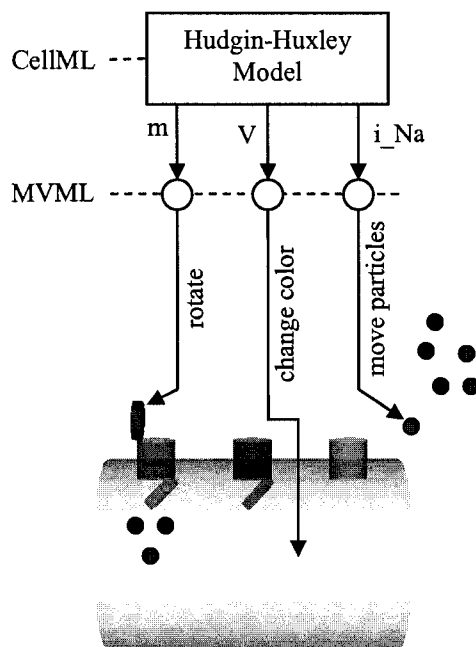 Hudgin-Huxley
Model
CellML
m
V
i_Na
MVML
rotate
change color
move particles